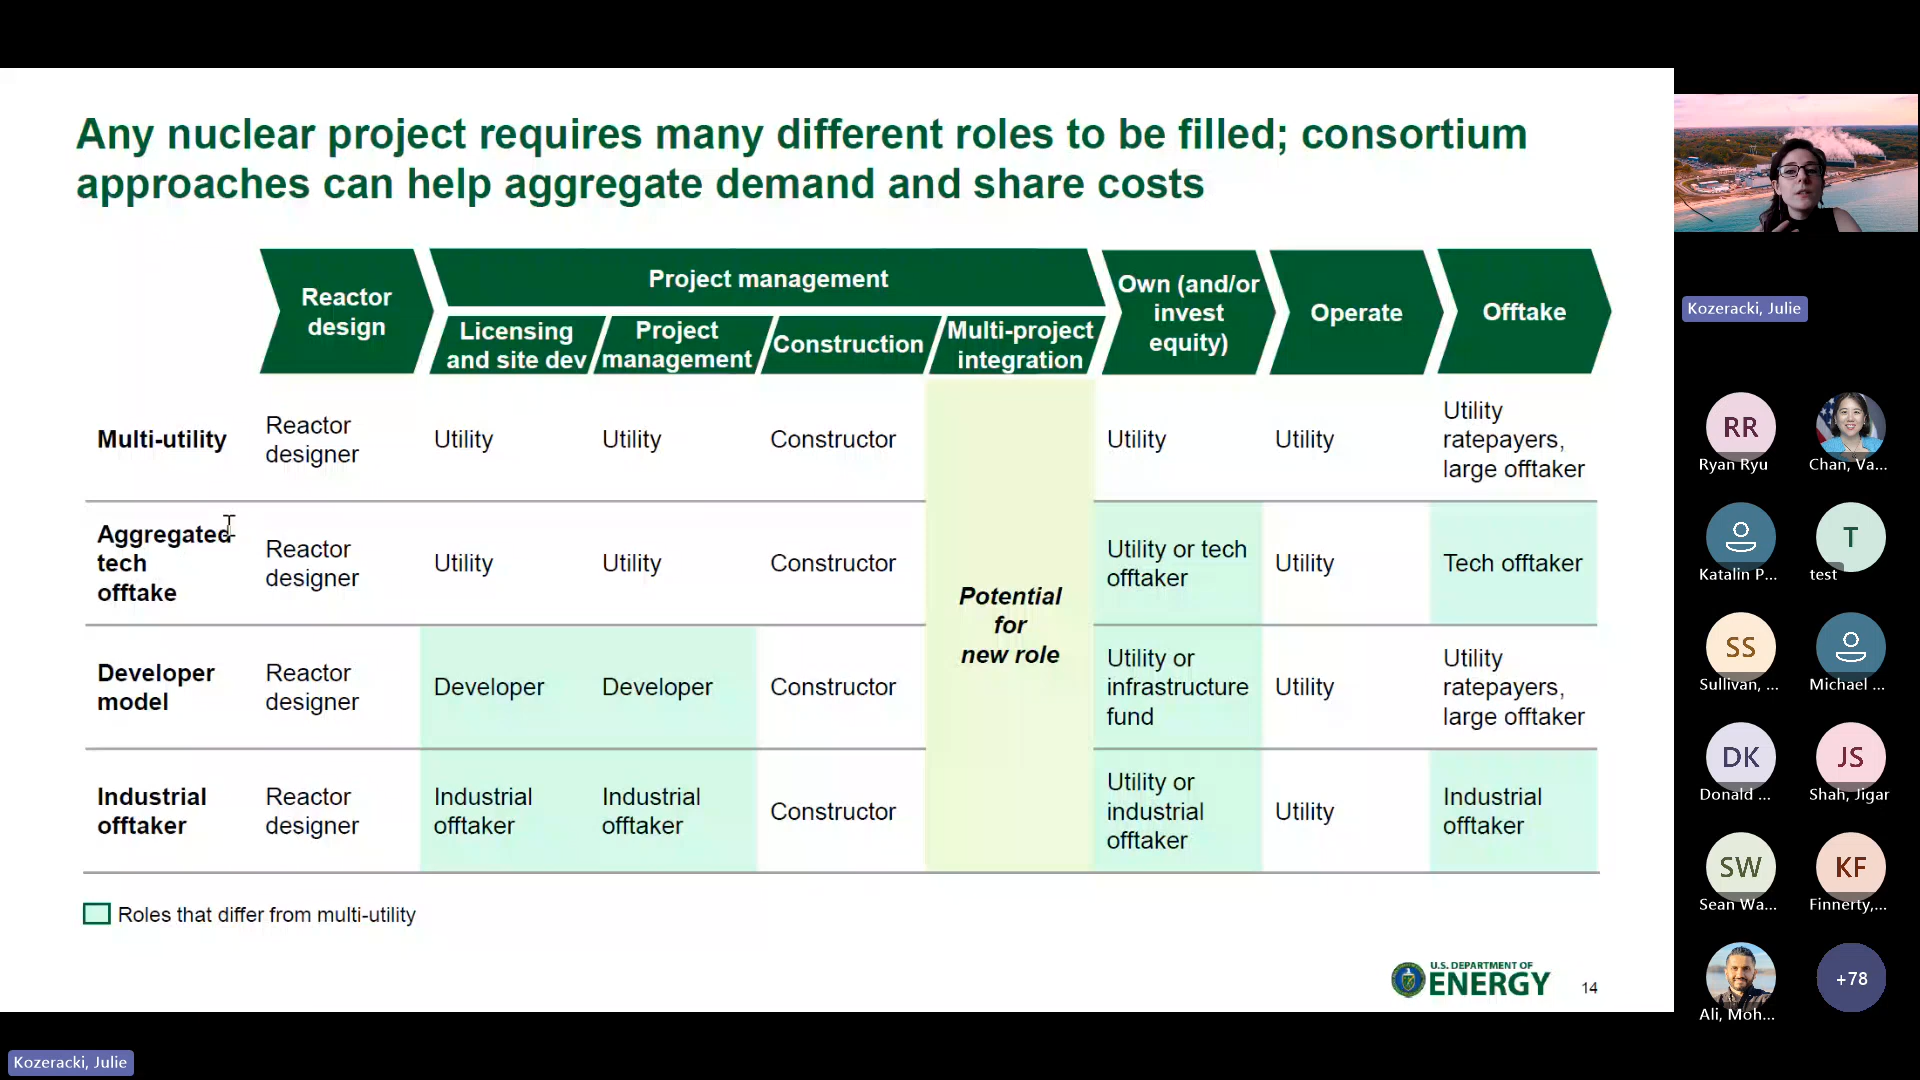 Any nuclear project requires many different roles to be filled; consortium
approaches can help aggregate demand and share costs
Reactor
design
Project management
Licensing
and site dev
Project
management
Construction
Multi-project
integration
Own (and/or
invest
equity)
Operate
Offtake
Multi-utility
Reactor
designer
Utility
Utility
Constructor
Utility
Utility
Utility
ratepayers,
large offtaker
Aggregated
tech
offtake
Reactor
designer
Utility
Utility
Constructor
Utility or tech
offtaker
Utility
Tech offtaker
Potential
for
new role
Developer
model
Reactor
designer
Developer
Developer
Constructor
Utility or
infrastructure
fund
Utility
Utility
ratepayers,
large offtaker
Industrial
offtaker
Reactor
designer
Industrial
offtaker
Industrial
offtaker
Constructor
Utility or
industrial
offtaker
Utility
Industrial
offtaker
Roles that differ from multi-utility
U.S. DEPARTMENT OF
ENERGY
14
Kozeracki, Julie
RR
Ryan Ryu
Chan, Va...
Katalin P...
T
test
SS
Sullivan, ...
Michael ...
DK
Donald ...
JS
Shah, Jigar
SW
Sean Wa...
KF
Finnerty,...
Ali, Moh...
+78
Kozeracki, Julie